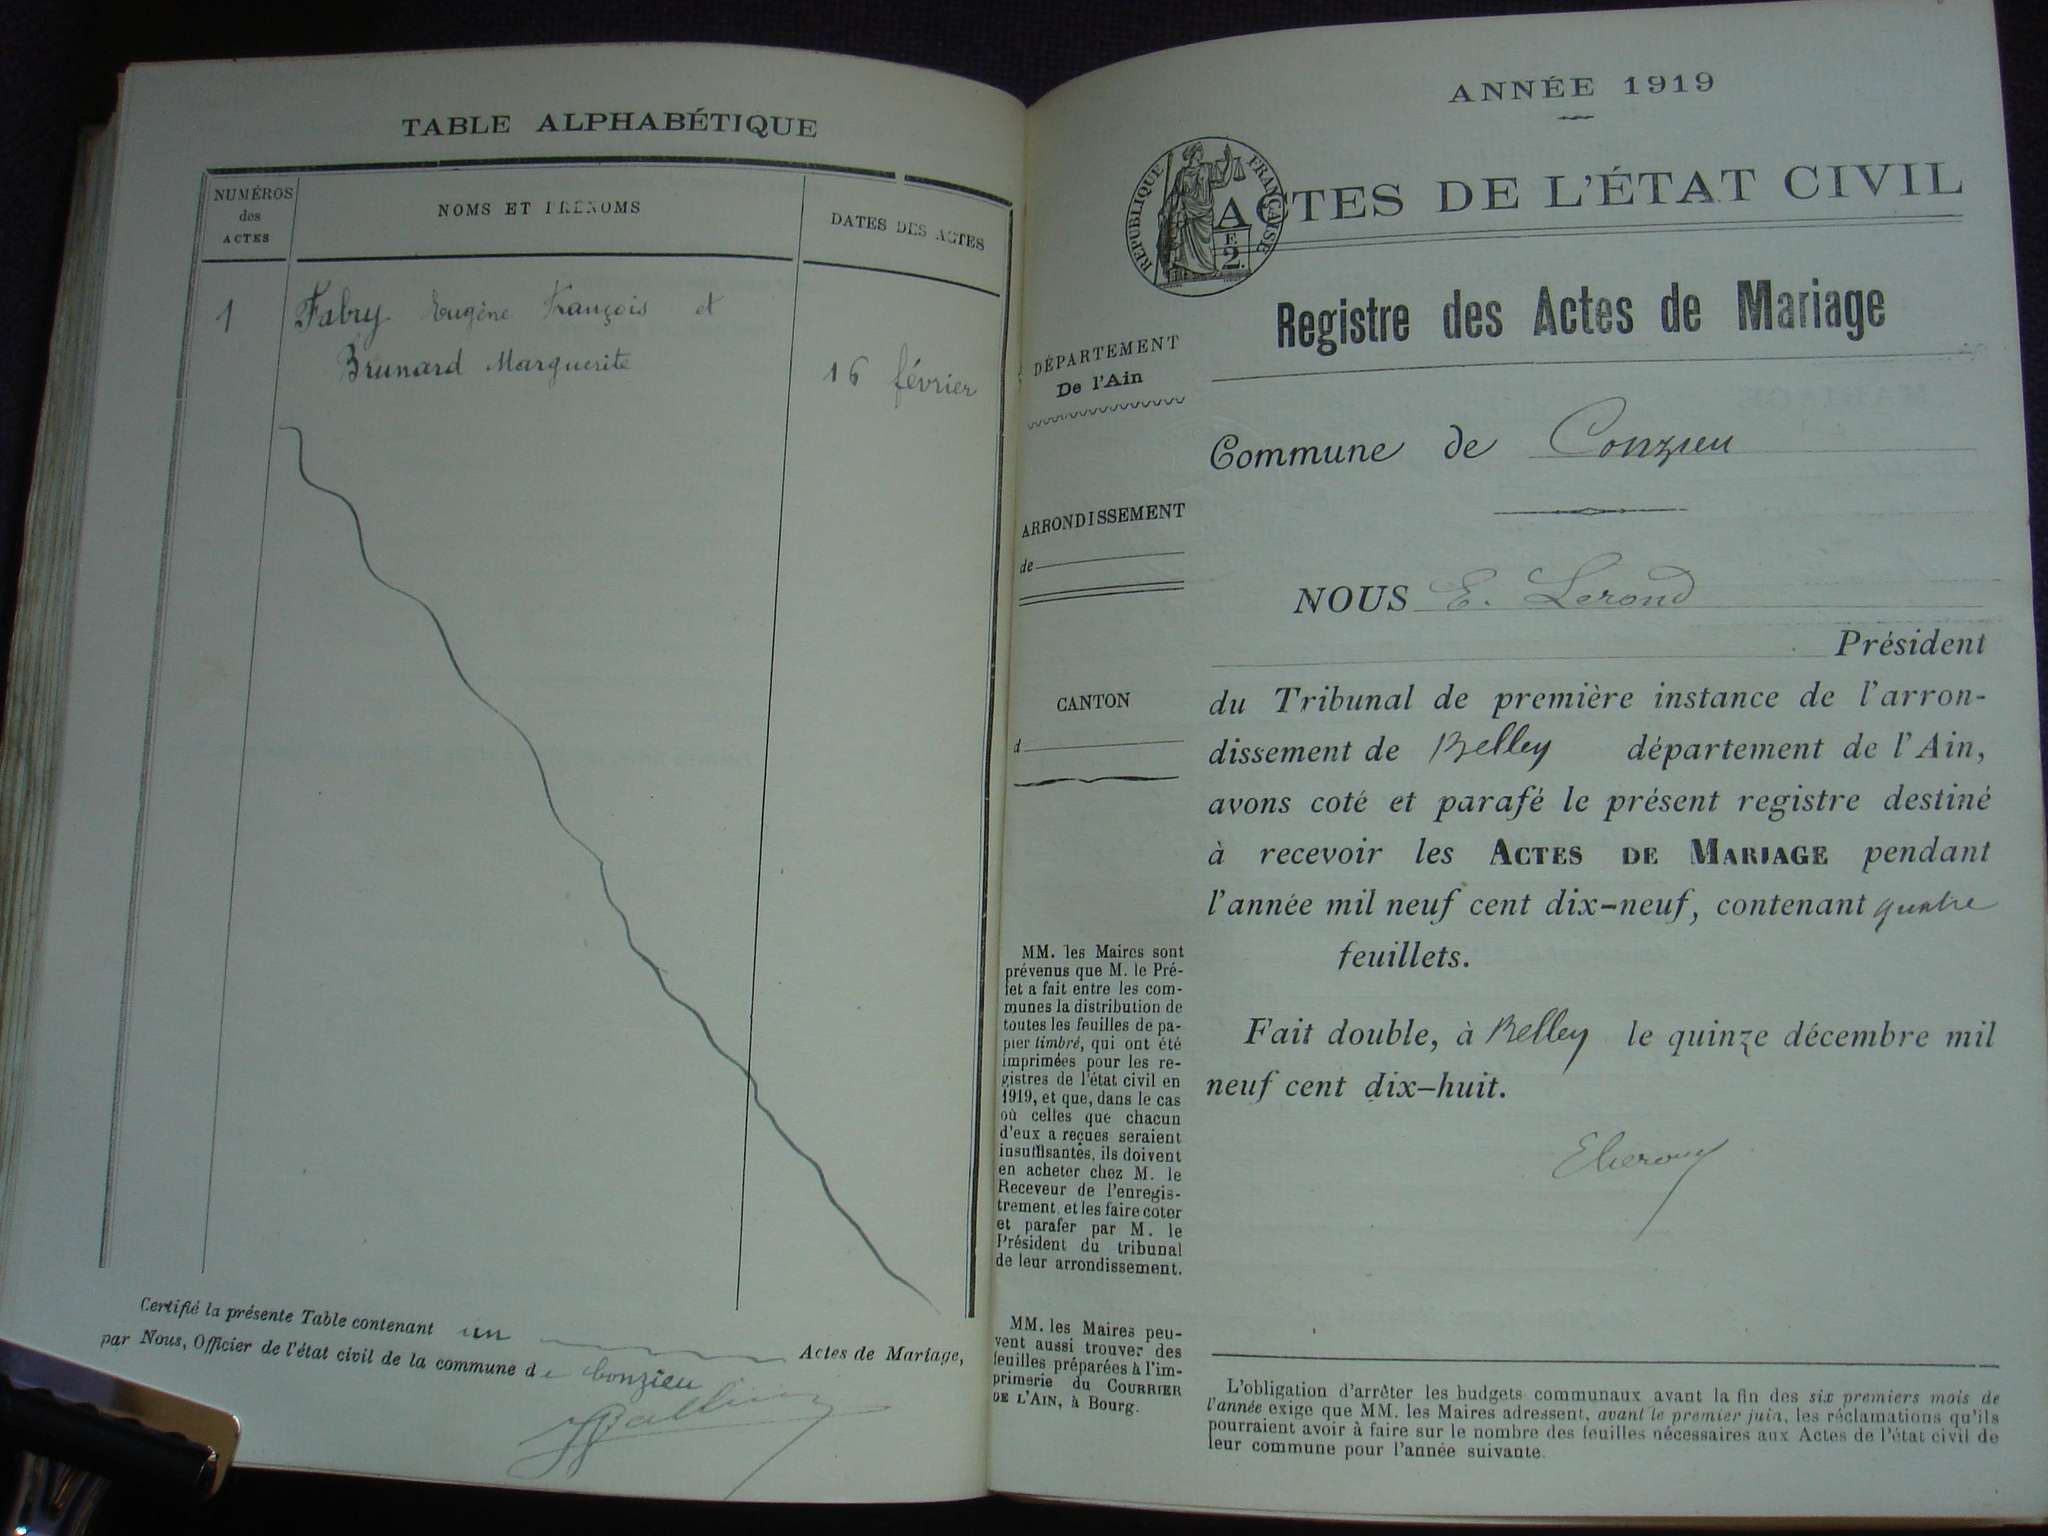 TABLE ALPHABÉTIQUE
NUMÉROS
des
ACTES
NOMS ET PRÉNOMS
DATES DES ACTES
1
Fabry Eugène François et
Brunard Marguerite
16 février
Certifié la présente Table contenant un Actes de Mariage,
par Nous, Officier de l'état civil de la commune de Conzieu
ANNÉE 1919
RÉPUBLIQUE FRANÇAISE
E
2.
ACTES DE L'ÉTAT CIVIL
Registre des Actes de Mariage
DÉPARTEMENT
De l'Ain
ARRONDISSEMENT
de
CANTON
d
MM. les Maires sont
prévenus que M. le Pré-
fet a fait entre les com-
munes la distribution de
toutes les feuilles de pa-
pier timbré, qui ont été
imprimées pour les re-
gistres de l'état civil en
1919, et que, dans le cas
où celles que chacun
d'eux a reçues seraient
insuffisantes, ils doivent
en acheter chez M. le
Receveur de l'enregis-
trement, et les faire coter
et parafer par M. le
Président du tribunal
de leur arrondissement.
MM. les Maires peu-
vent aussi trouver des
feuilles préparées à l'im-
primerie du COURRIER
DE L'AIN, à Bourg.
Commune de Conzieu
NOUS E. Lerond
Président
du Tribunal de première instance de l'arron-
dissement de Belley département de l'Ain,
avons coté et parafé le présent registre destiné
à recevoir les ACTES DE MARIAGE pendant
l'année mil neuf cent dix-neuf, contenant quatre
feuillets.
Fait double, à Belley le quinze décembre mil
neuf cent dix-huit.
L'obligation d'arrêter les budgets communaux avant la fin des six premiers mois de
l'année exige que MM. les Maires adressent, avant le premier juin, les réclamations qu'ils
pourraient avoir à faire sur le nombre des feuilles nécessaires aux Actes de l'état civil de
leur commune pour l'année suivante.